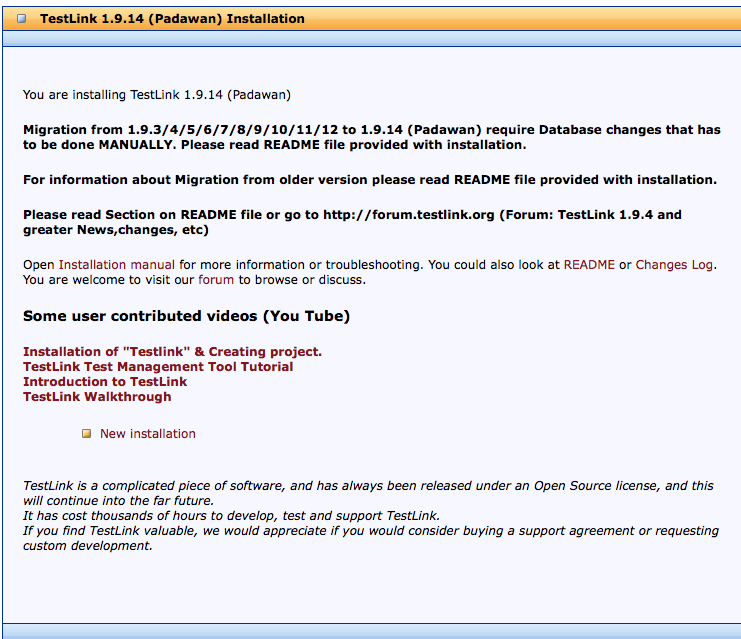 TestLink 1.9.14 (Padawan) Installation
You are installing TestLink 1.9.14 (Padawan)
Migration from 1.9.3/4/5/6/7/8/9/10/11/12 to 1.9.14 (Padawan) require Database changes that has
to be done MANUALLY. Please read README file provided with installation.
For information about Migration from older version please read README file provided with installation.
Please read Section on README file or go to http://forum.testlink.org (Forum: TestLink 1.9.4 and
greater News,changes, etc)
Open Installation manual for more information or troubleshooting. You could also look at README or Changes Log.
You are welcome to visit our forum to browse or discuss.
Some user contributed videos (You Tube)
Installation of "Testlink" & Creating project.
TestLink Test Management Tool Tutorial
Introduction to TestLink
TestLink Walkthrough
New installation
TestLink is a complicated piece of software, and has always been released under an Open Source license, and this
will continue into the far future.
It has cost thousands of hours to develop, test and support TestLink.
If you find TestLink valuable, we would appreciate if you would consider buying a support agreement or requesting
custom development.